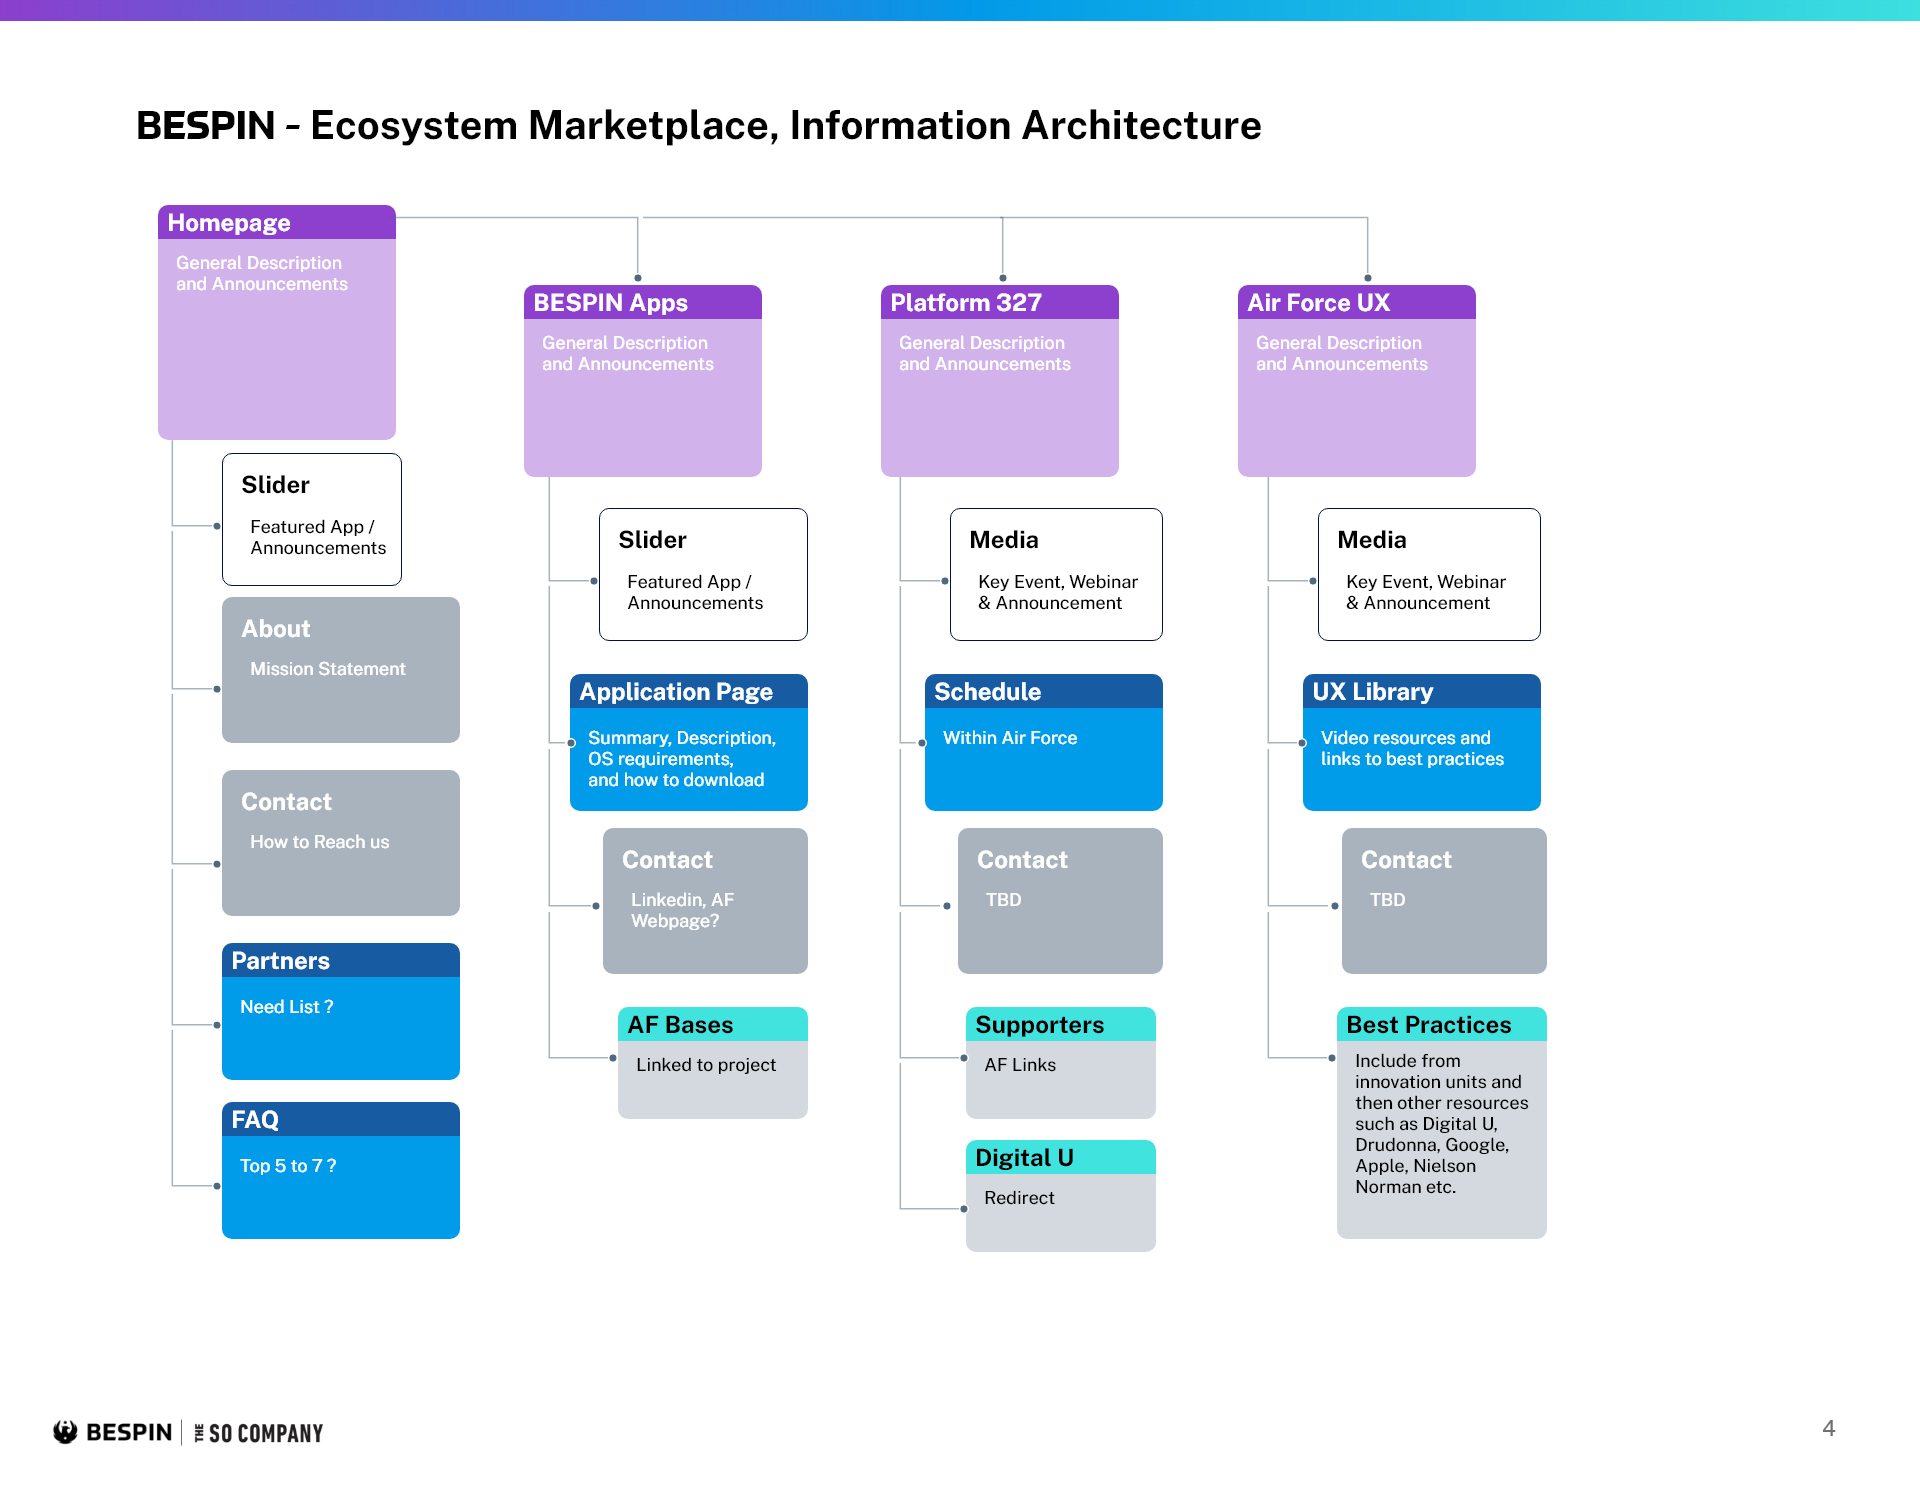 BESPIN - Ecosystem Marketplace, Information Architecture
Homepage
General Description
and Announcements
Slider
Featured App /
Announcements
About
Mission Statement
Contact
How to Reach us
Partners
Need List ?
FAQ
Top 5 to 7 ?
BESPIN Apps
General Description
and Announcements
Slider
Featured App /
Announcements
Application Page
Summary, Description,
OS requirements,
and how to download
Contact
Linkedin, AF
Webpage?
AF Bases
Linked to project
Platform 327
General Description
and Announcements
Media
Key Event, Webinar
& Announcement
Schedule
Within Air Force
Contact
TBD
Supporters
AF Links
Digital U
Redirect
Air Force UX
General Description
and Announcements
Media
Key Event, Webinar
& Announcement
UX Library
Video resources and
links to best practices
Contact
TBD
Best Practices
Include from
innovation units and
then other resources
such as Digital U,
Drudonna, Google,
Apple, Nielson
Norman etc.
BESPIN
THE SO COMPANY
4